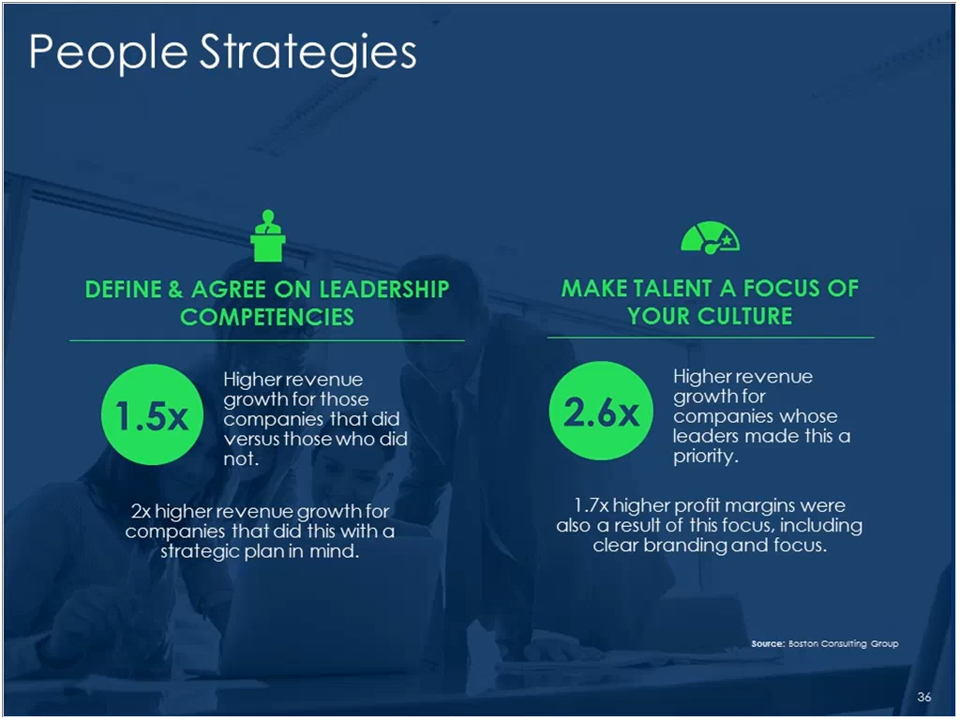 People Strategies
DEFINE & AGREE ON LEADERSHIP
COMPETENCIES
1.5x
Higher revenue
growth for those
companies that did
versus those who did
not.
2x higher revenue growth for
companies that did this with a
strategic plan in mind.
MAKE TALENT A FOCUS OF
YOUR CULTURE
2.6x
Higher revenue
growth for
companies whose
leaders made this a
priority.
1.7x higher profit margins were
also a result of this focus, including
clear branding and focus.
Source: Boston Consulting Group
36